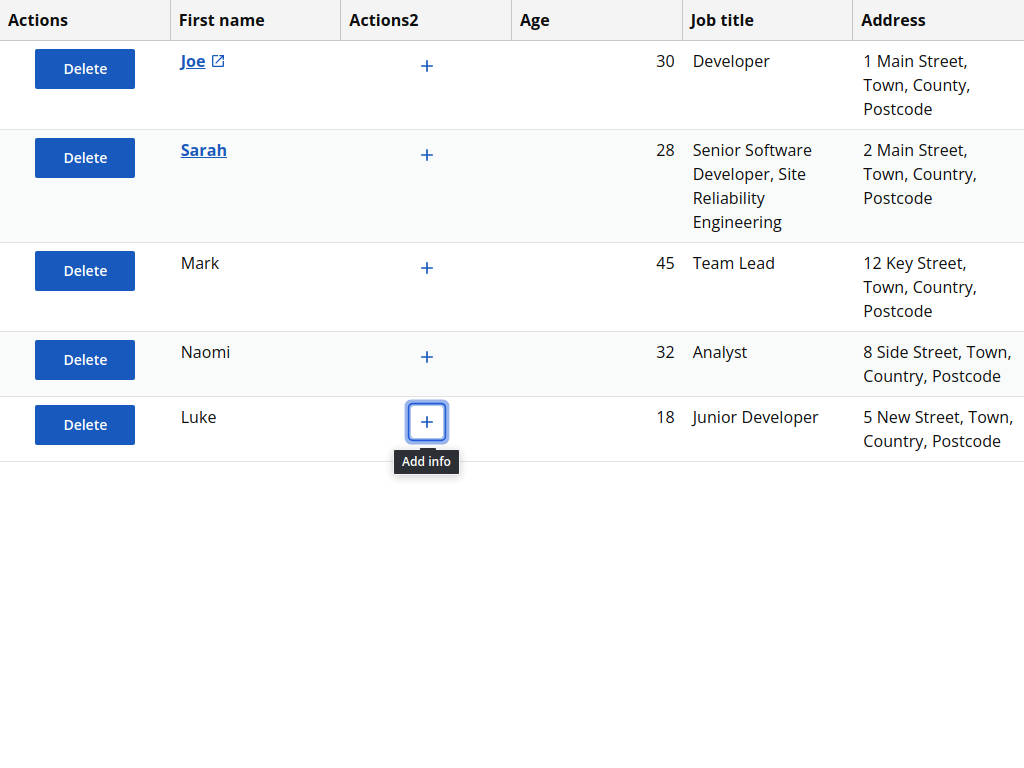 Actions First name Actions2 Age Job title Address
Delete Joe + 30 Developer 1 Main Street,
Town, County,
Postcode
Delete Sarah + 28 Senior Software 2 Main Street,
Developer, Site Town, Country,
Reliability Postcode
Engineering
Delete Mark + 45 Team Lead 12 Key Street,
Town, Country,
Postcode
Delete Naomi + 32 Analyst 8 Side Street, Town,
Country, Postcode
Delete Luke + 18 Junior Developer 5 New Street, Town,
Country, Postcode
Add info